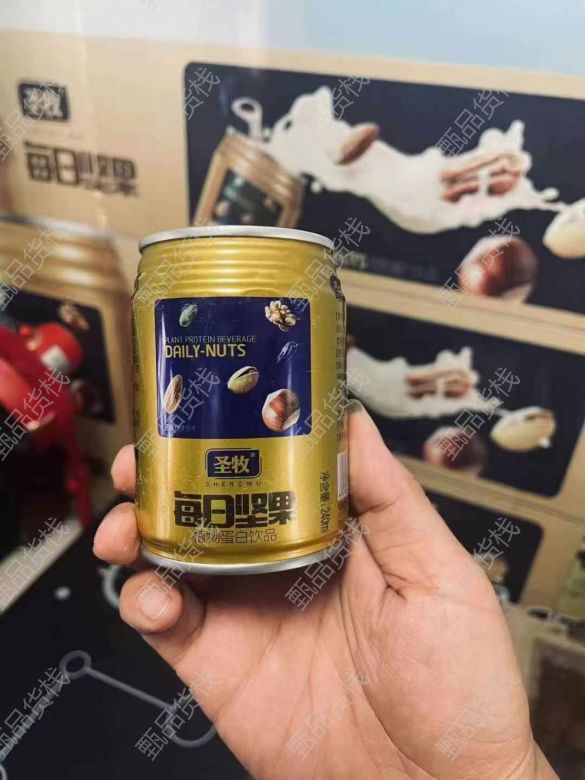 圣牧
每日坚果
PLANT PROTEIN BEVERAGE
DAILY-NUTS
圣牧®
SHENGMU
每日坚果
植物蛋白饮品
净含量:240m
甄品货栈